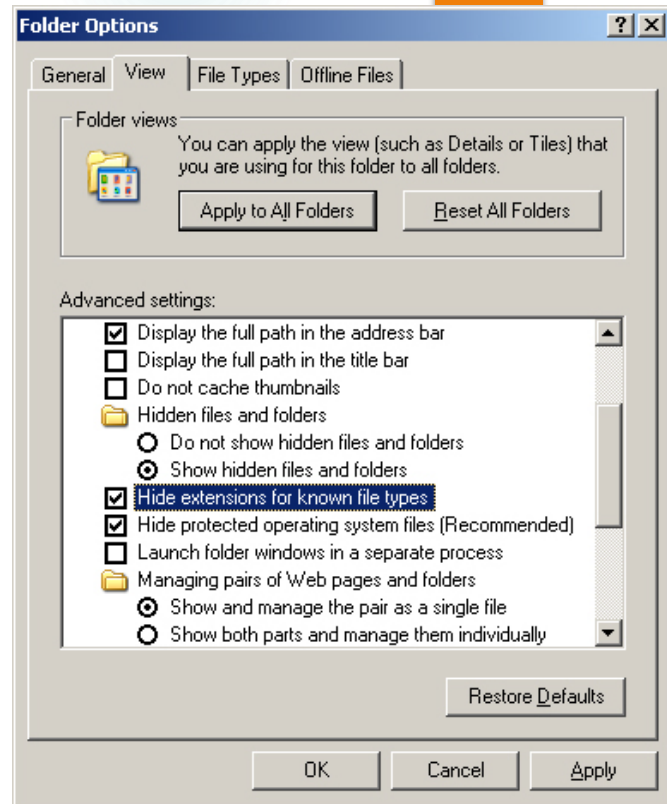 Folder Options
General View File Types Offline Files
Folder views
You can apply the view (such as Details or Tiles) that
you are using for this folder to all folders.
Apply to All Folders Reset All Folders
Advanced settings:
Display the full path in the address bar
Display the full path in the title bar
Do not cache thumbnails
Hidden files and folders
Do not show hidden files and folders
Show hidden files and folders
Hide extensions for known file types
Hide protected operating system files (Recommended)
Launch folder windows in a separate process
Managing pairs of Web pages and folders
Show and manage the pair as a single file
Show both parts and manage them individually
Restore Defaults
OK Cancel Apply